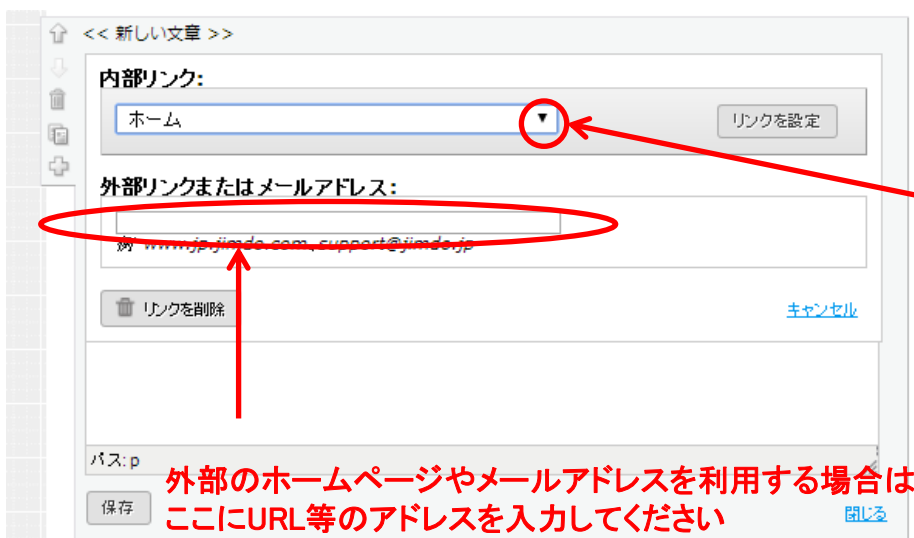 << 新しい文章 >>
内部リンク:
ホーム
リンクを設定
外部リンクまたはメールアドレス:
例 www.jp.jimdo.com、support@jimdo.jp
リンクを削除
キャンセル
パス: p
外部のホームページやメールアドレスを利用する場合は
ここにURL等のアドレスを入力してください
保存
閉じる